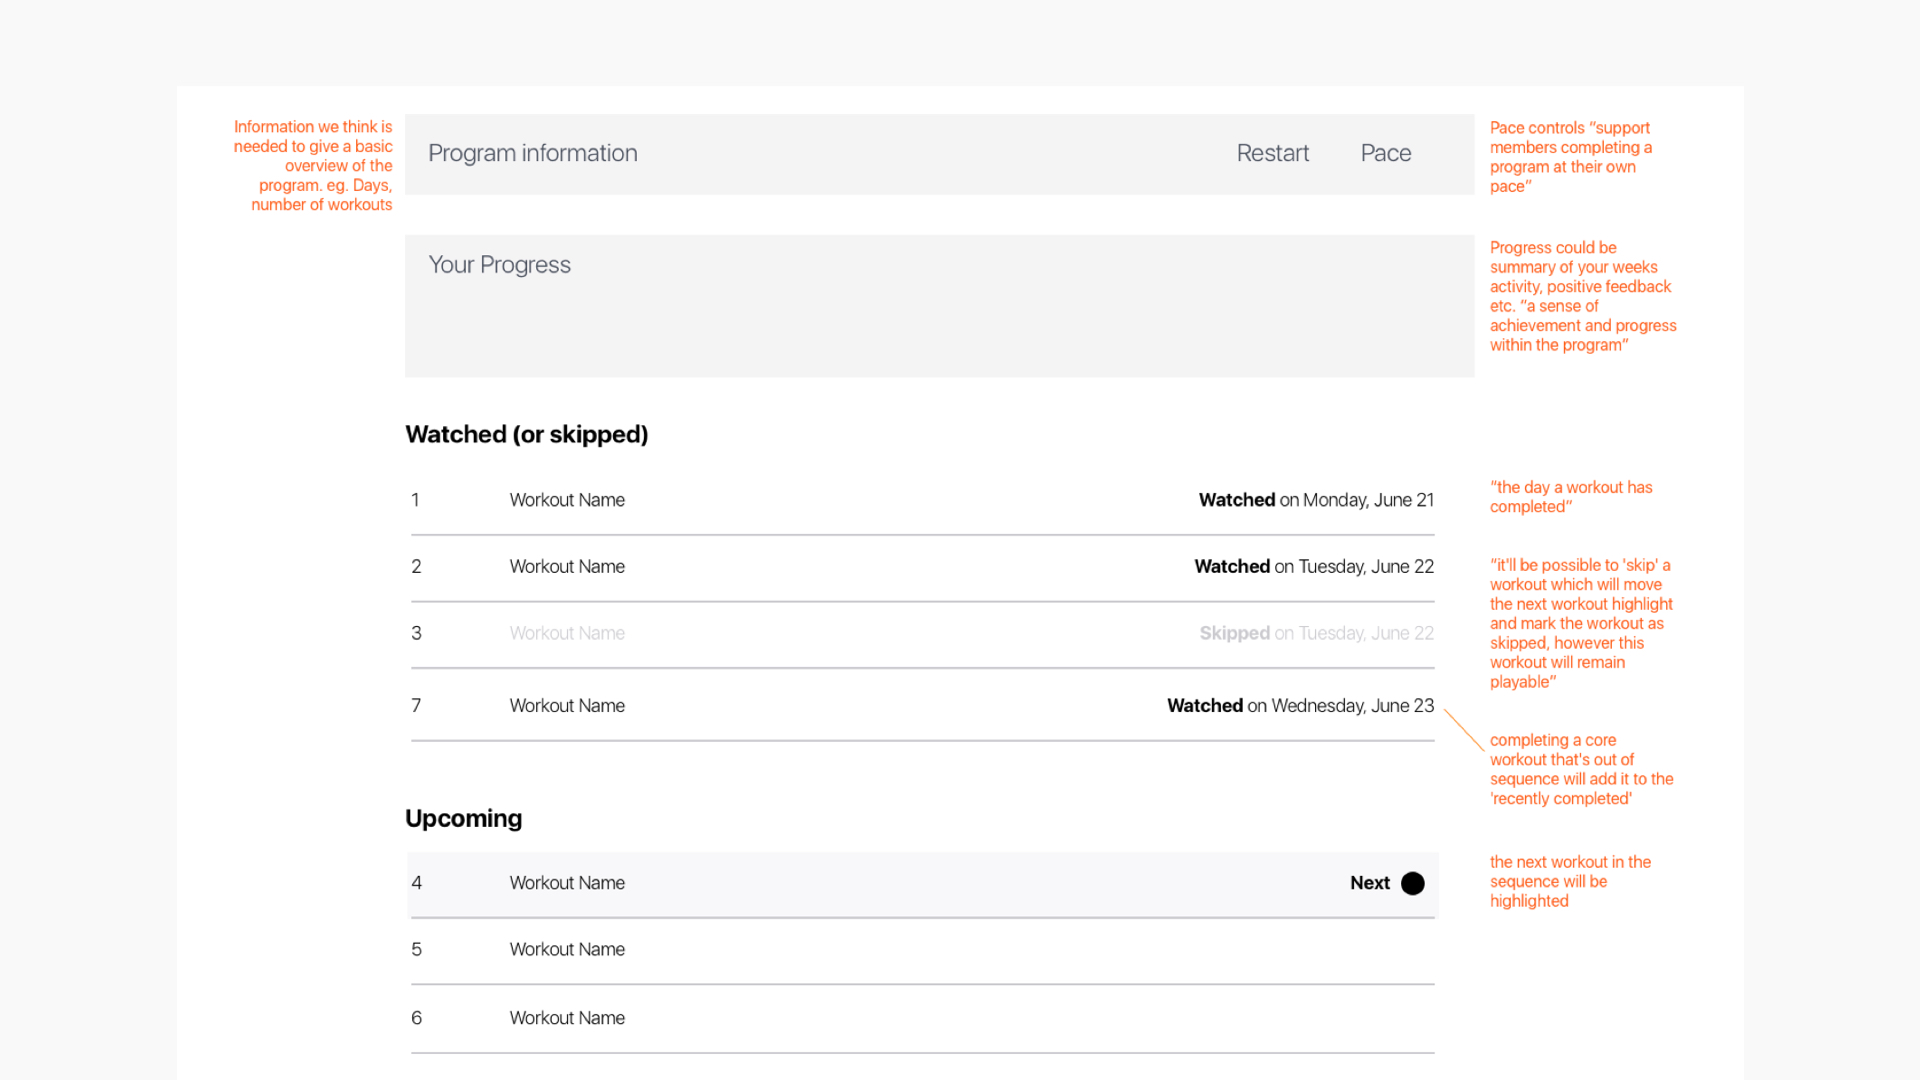 Information we think is
needed to give a basic
overview of the
program. eg. Days,
number of workouts
Program information
Restart
Pace
Pace controls “support
members completing a
program at their own
pace”
Your Progress
Progress could be
summary of your weeks
activity, positive feedback
etc. “a sense of
achievement and progress
within the program”
Watched (or skipped)
1 Workout Name Watched on Monday, June 21
“the day a workout has
completed”
2 Workout Name Watched on Tuesday, June 22
3 Workout Name Skipped on Tuesday, June 22
“it'll be possible to 'skip' a
workout which will move
the next workout highlight
and mark the workout as
skipped, however this
workout will remain
playable”
7 Workout Name Watched on Wednesday, June 23
completing a core
workout that's out of
sequence will add it to the
'recently completed'
Upcoming
4 Workout Name Next
the next workout in the
sequence will be
highlighted
5 Workout Name
6 Workout Name